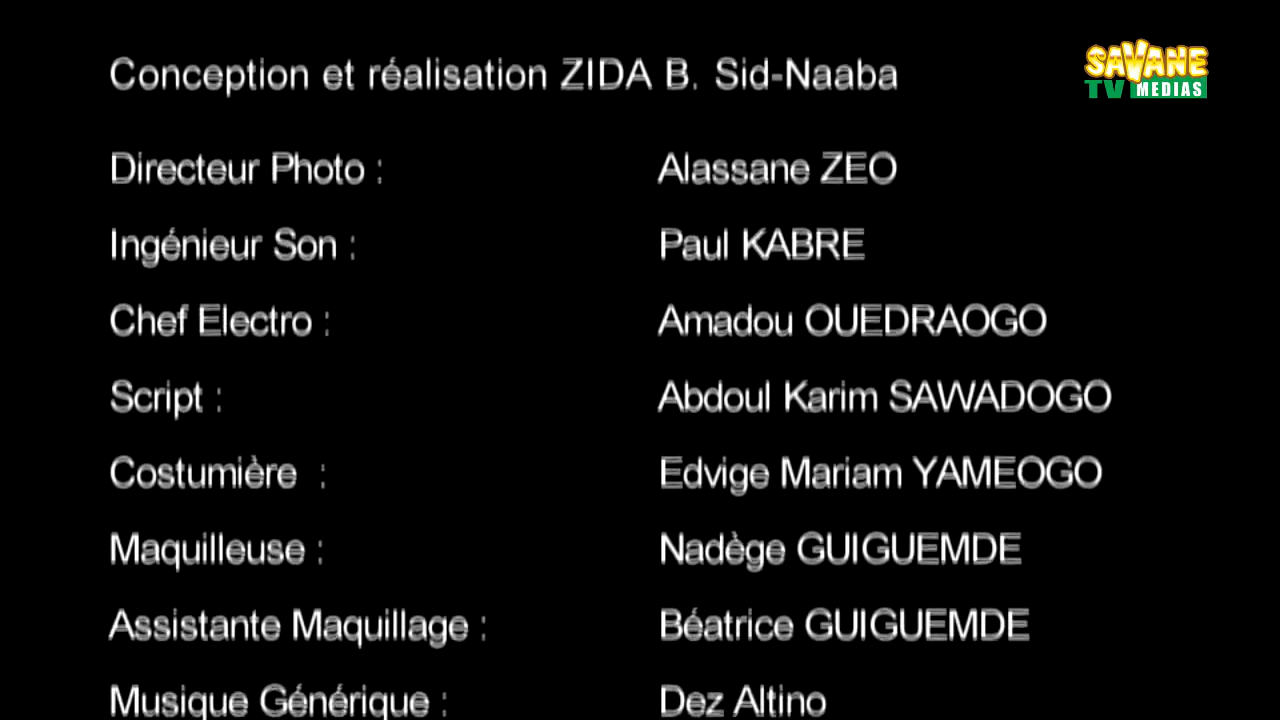 Conception et réalisation ZIDA B. Sid-Naaba
SAVANE
TV MEDIAS
Directeur Photo : Alassane ZEO
Ingénieur Son : Paul KABRE
Chef Electro : Amadou OUEDRAOGO
Script : Abdoul Karim SAWADOGO
Costumière : Edvige Mariam YAMEOGO
Maquilleuse : Nadège GUIGUEMDE
Assistante Maquillage : Béatrice GUIGUEMDE
Musique Générique : Dez Altino